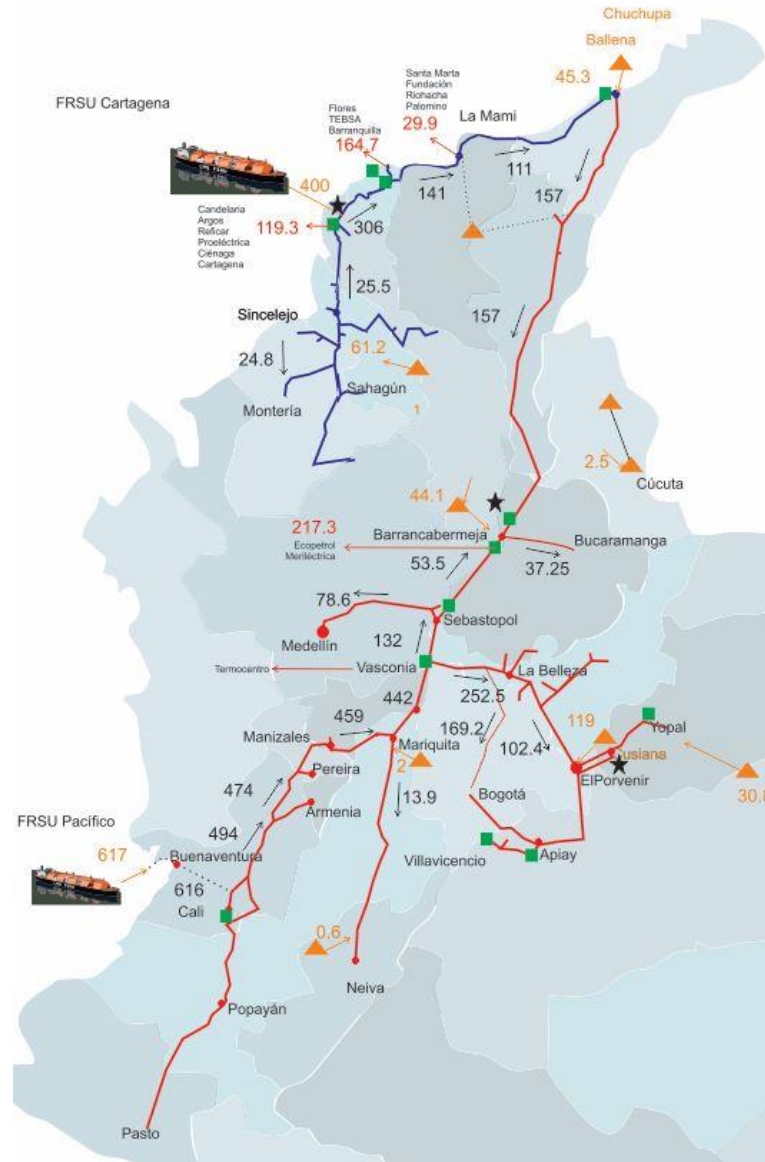 Chuchupa
Ballena
45.3
Santa Marta
Fundación
Riohacha
Palomino
29.9
La Mami
FRSU Cartagena
Flores
TEBSA
Barranquilla
164.7
111
141
157
400
Candelaria
Argos
Reficar
Proeléctrica
Ciénaga
Cartagena
119.3
306
25.5
157
Sincelejo
61.2
24.8
Sahagún
1
Montería
2.5
Cúcuta
44.1
217.3
Ecopetrol
Meriléctrica
Barrancabermeja
Bucaramanga
53.5
37.25
78.6
Sebastopol
Medellín
132
Termocentro
Vasconia
La Belleza
442
252.5
169.2
102.4
119
Yopal
459
Manizales
Mariquita
2
Cusiana
ElPorvenir
30.8
Pereira
474
13.9
Bogotá
Armenia
FRSU Pacífico
494
617
Buenaventura
Villavicencio
Apiay
616
Cali
0.6
Neiva
Popayán
Pasto